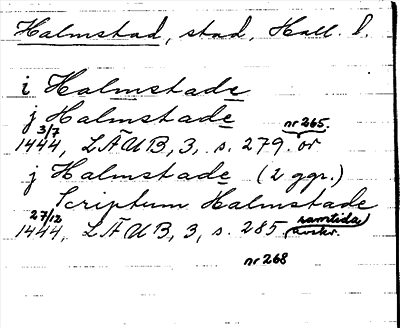 Halmstad, stad, Hall. l.
i Halmstade
j Halmstade
3/7 nr 265.
1444, LÄUB, 3, s. 279. or
j Halmstade (2 ggr.)
Scriptum Halmstade
27/12 samtida
1444, LÄUB, 3, s. 285. avskr.
nr 268